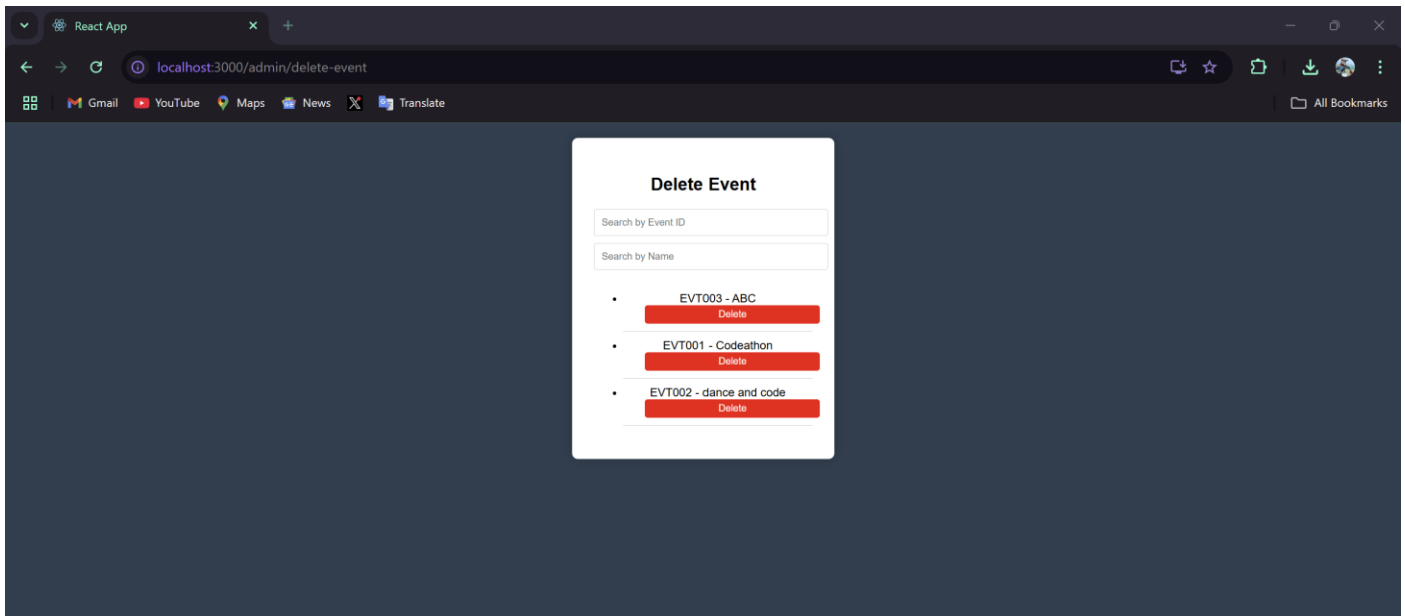 React App
localhost:3000/admin/delete-event
Gmail YouTube Maps News Translate All Bookmarks
Delete Event
Search by Event ID
Search by Name
EVT003 - ABC
Delete
EVT001 - Codeathon
Delete
EVT002 - dance and code
Delete